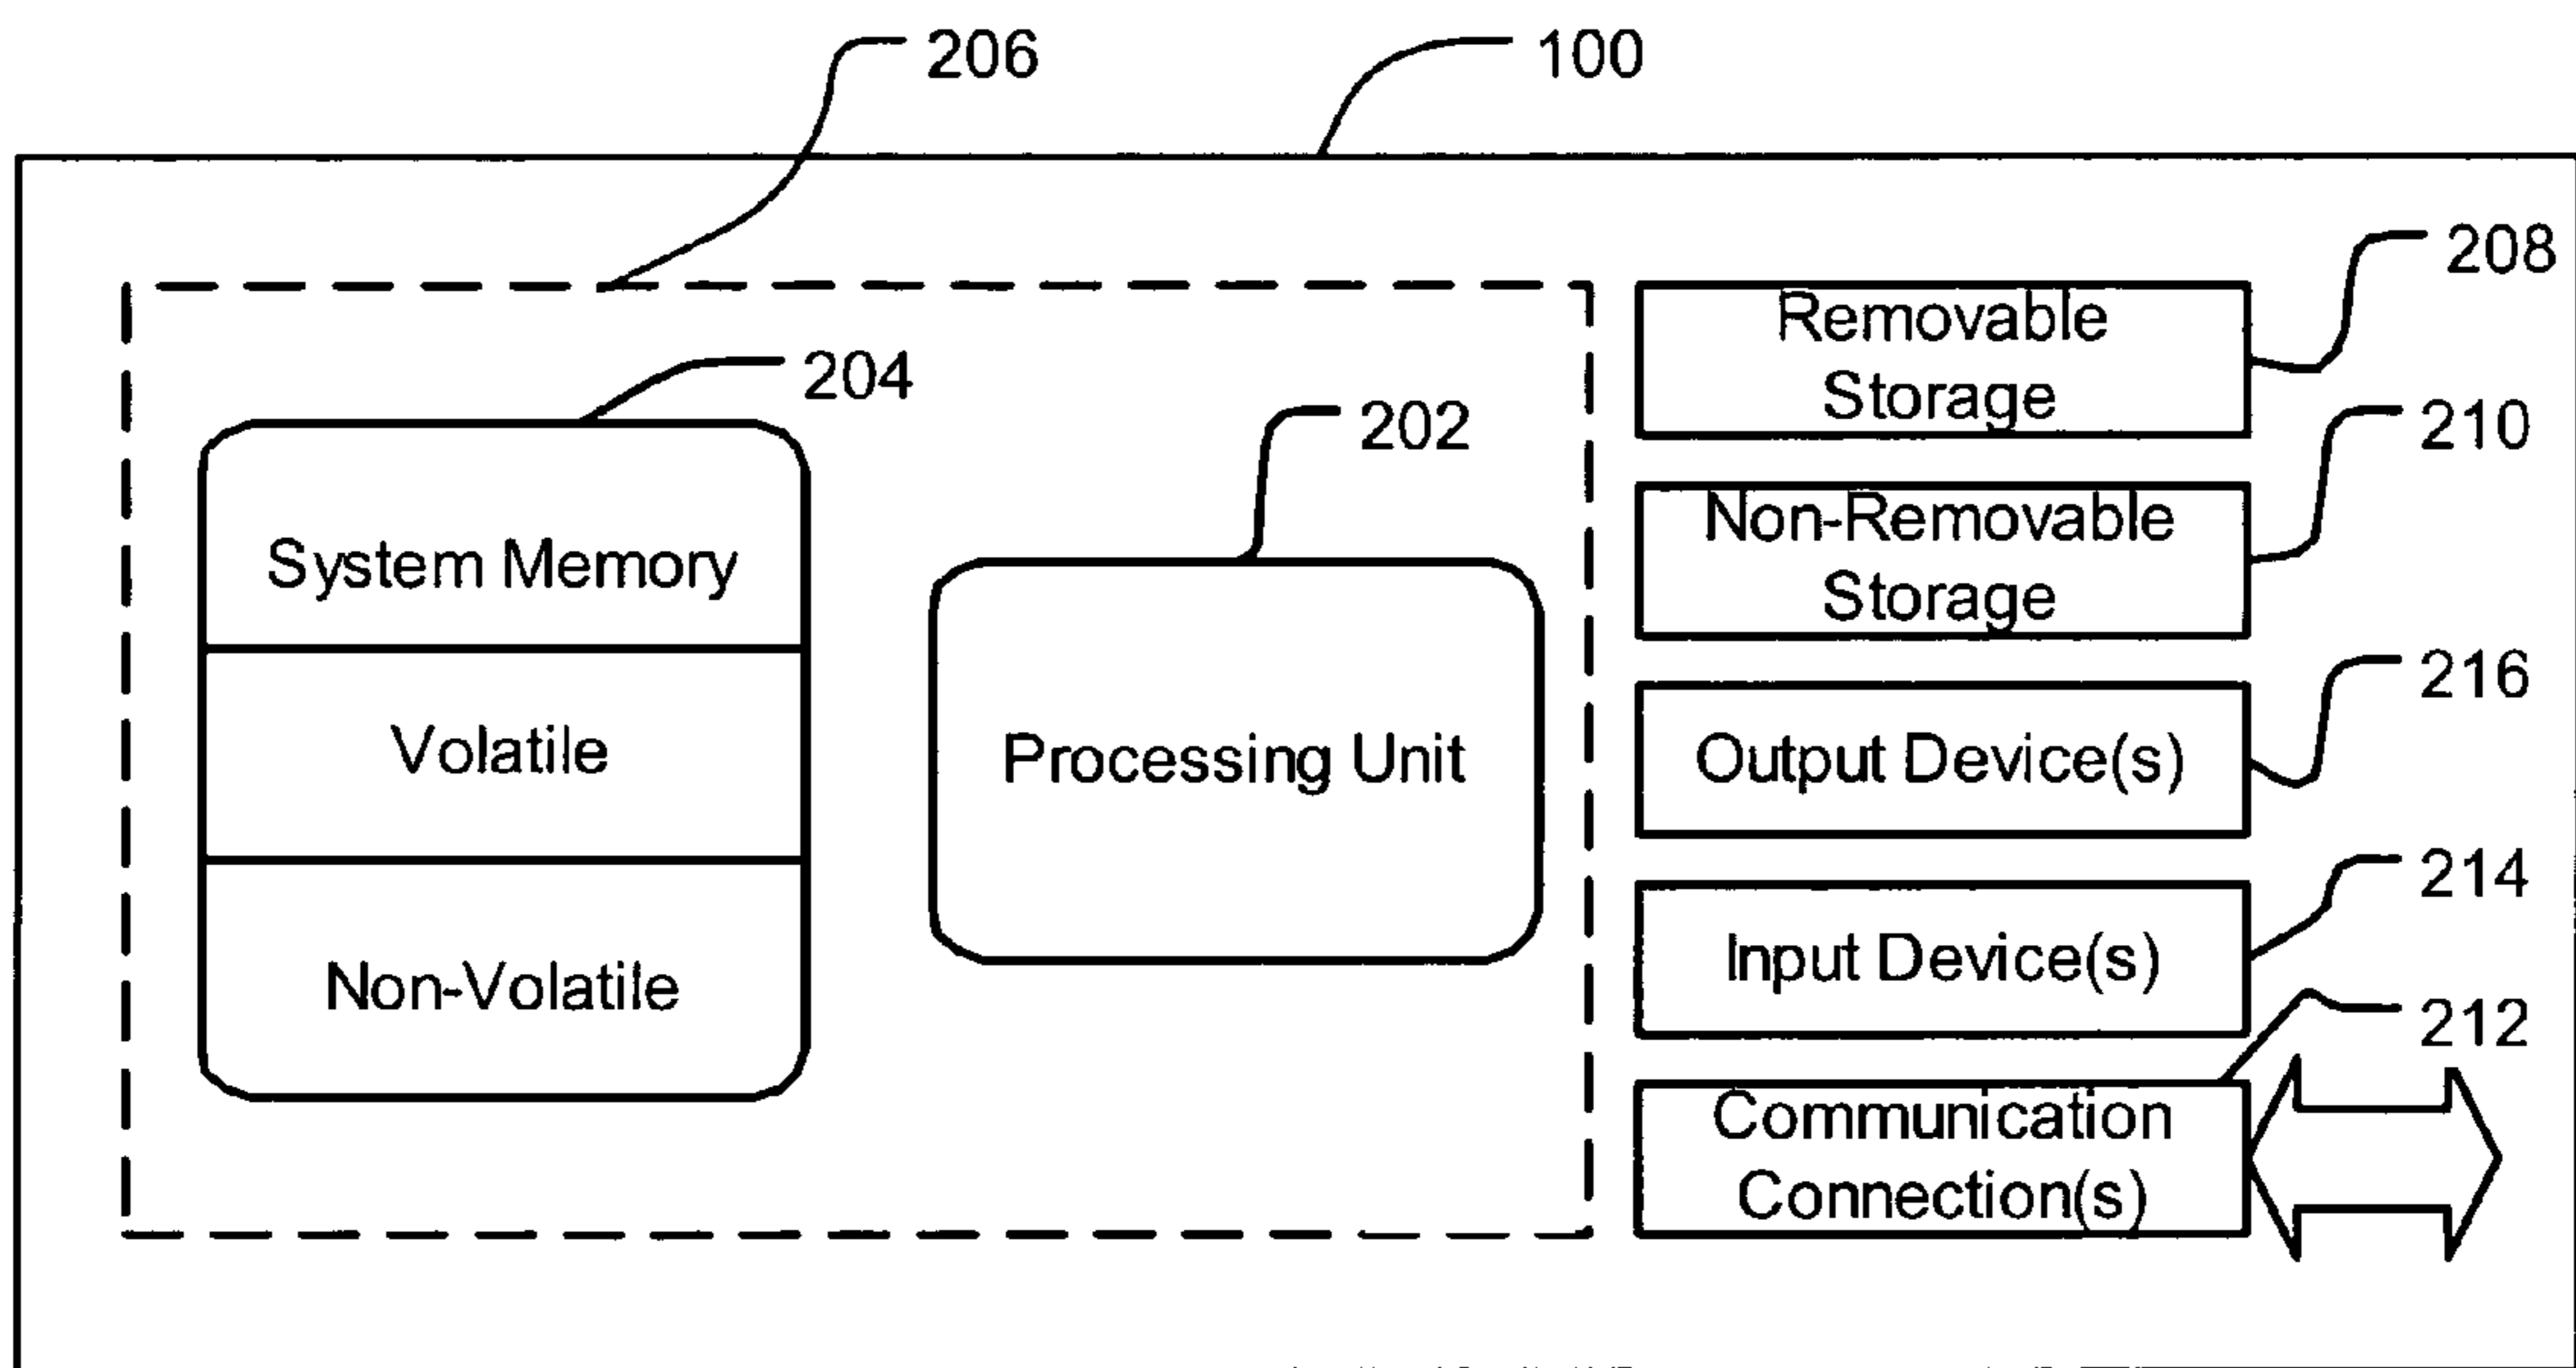 206
100
208
Removable
Storage
204
202
210
System Memory
Non-Removable
Storage
216
Volatile
Processing Unit
Output Device(s)
214
Non-Volatile
Input Device(s)
212
Communication
Connection(s)